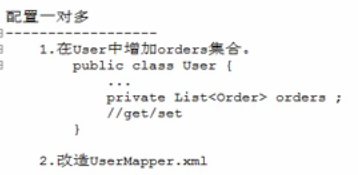 配置一对多
------------------
1.在User中增加orders集合。
public class User {
...
private List<Order> orders ;
//get/set
}
2.改造UserMapper.xml